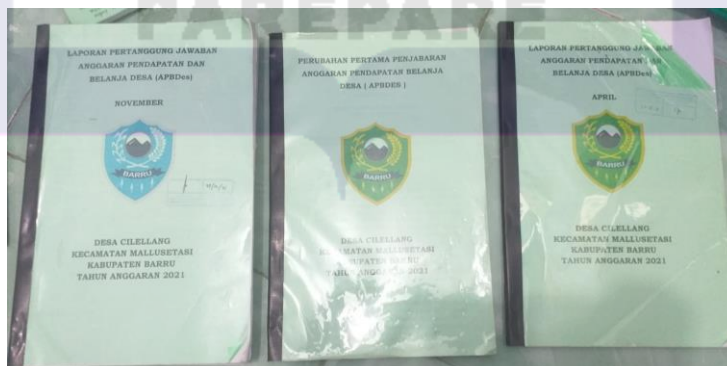 PAREPARE
LAPORAN PERTANGGUNG JAWABAN
ANGGARAN PENDAPATAN DAN
BELANJA DESA (APBDes)
NOVEMBER
BARRU
DESA CILELLANG
KECAMATAN MALLUSETASI
KABUPATEN BARRU
TAHUN ANGGARAN 2021
PERUBAHAN PERTAMA PENJABARAN
ANGGARAN PENDAPATAN BELANJA
DESA ( APBDES )
BARRU
DESA CILELLANG
KECAMATAN MALLUSETASI
KABUPATEN BARRU
TAHUN ANGGARAN 2021
LAPORAN PERTANGGUNG JAWABAN
ANGGARAN PENDAPATAN DAN
BELANJA DESA (APBDes)
APRIL
BARRU
DESA CILELLANG
KECAMATAN MALLUSETASI
KABUPATEN BARRU
TAHUN ANGGARAN 2021